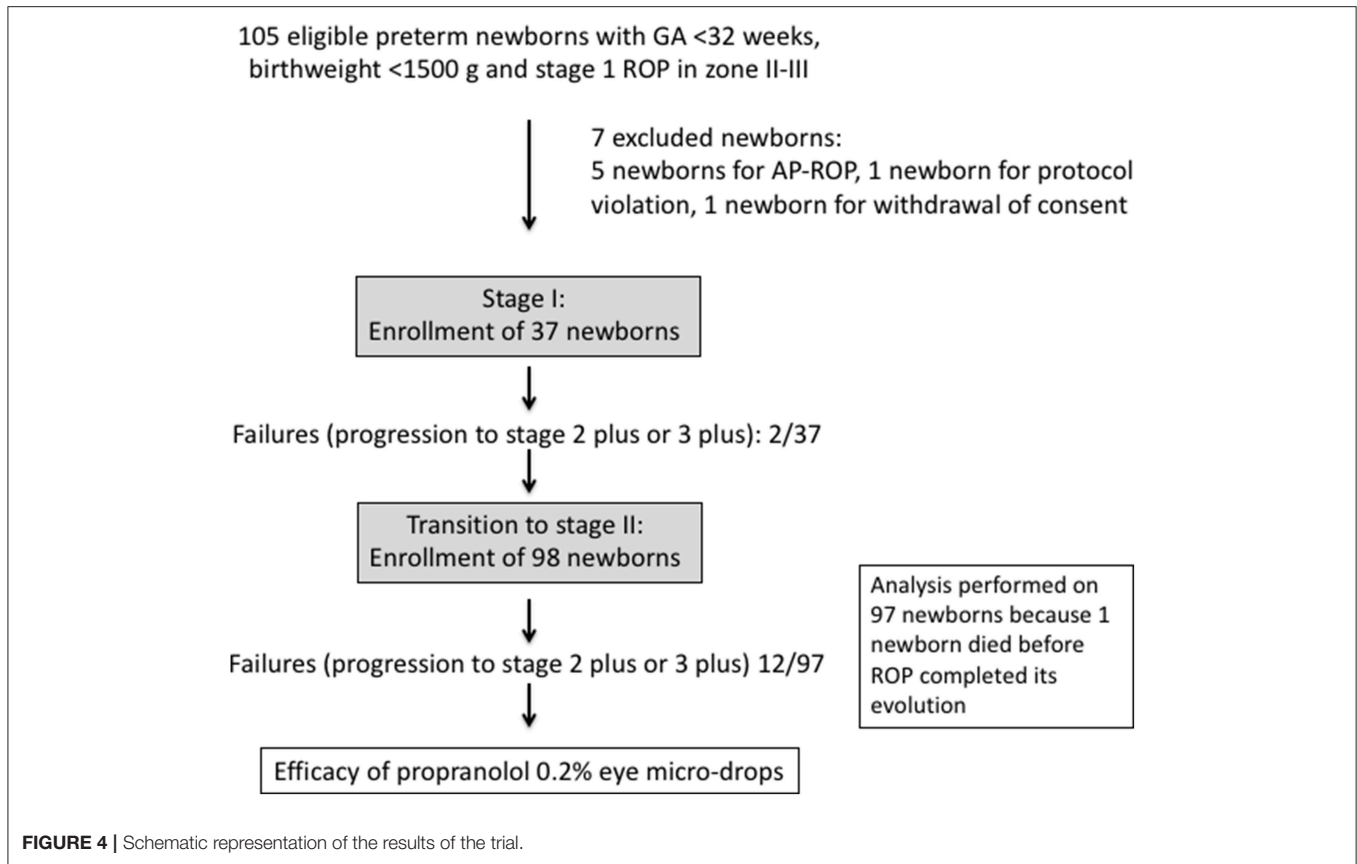 105 eligible preterm newborns with GA <32 weeks,
birthweight <1500 g and stage 1 ROP in zone II-III
7 excluded newborns:
5 newborns for AP-ROP, 1 newborn for protocol
violation, 1 newborn for withdrawal of consent
Stage I:
Enrollment of 37 newborns
Failures (progression to stage 2 plus or 3 plus): 2/37
Transition to stage II:
Enrollment of 98 newborns
Analysis performed on
97 newborns because 1
newborn died before
ROP completed its
evolution
Failures (progression to stage 2 plus or 3 plus) 12/97
Efficacy of propranolol 0.2% eye micro-drops
FIGURE 4 | Schematic representation of the results of the trial.